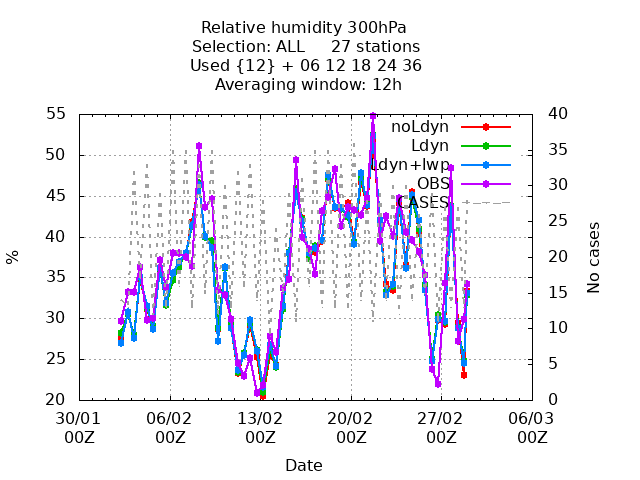 Relative humidity 300hPa
Selection: ALL     27 stations
Used {12} + 06 12 18 24 36
Averaging window: 12h
noLdyn
Ldyn
Ldyn+lwp
OBS
CASES
55
50
45
40
35
30
25
20
%
40
35
30
25
20
15
10
5
0
No cases
30/01 06/02 13/02 20/02 27/02 06/03
00Z 00Z 00Z 00Z 00Z 00Z
Date